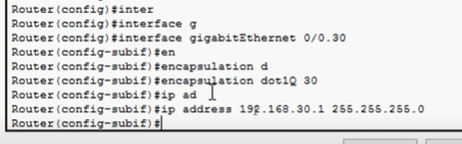 Router(config)#inter
Router(config)#interface g
Router(config)#interface gigabitEthernet 0/0.30
Router(config-subif)#en
Router(config-subif)#encapsulation d
Router(config-subif)#encapsulation dot1Q 30
Router(config-subif)#ip ad
Router(config-subif)#ip address 192.168.30.1 255.255.255.0
Router(config-subif)#